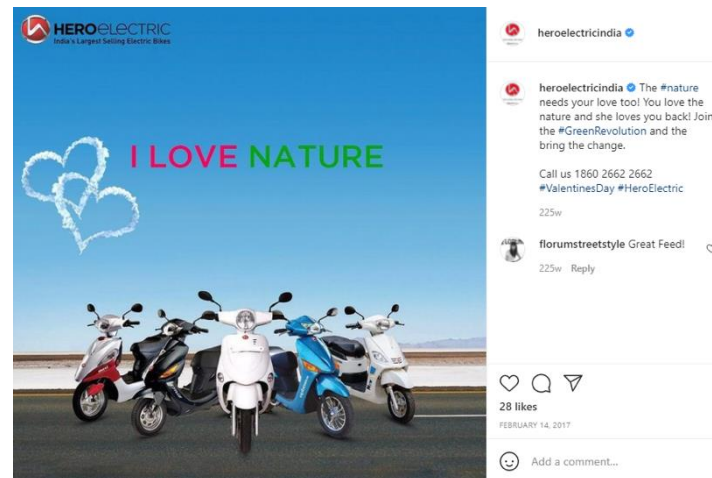 HERO ELECTRIC
India's Largest Selling Electric Bikes
I LOVE NATURE
heroelectricindia
heroelectricindia The #nature
needs your love too! You love the
nature and she loves you back! Join
the #GreenRevolution and the
bring the change.
Call us 1860 2662 2662
#ValentinesDay #HeroElectric
225w
florumstreetstyle Great Feed!
225w Reply
28 likes
FEBRUARY 14, 2017
Add a comment...